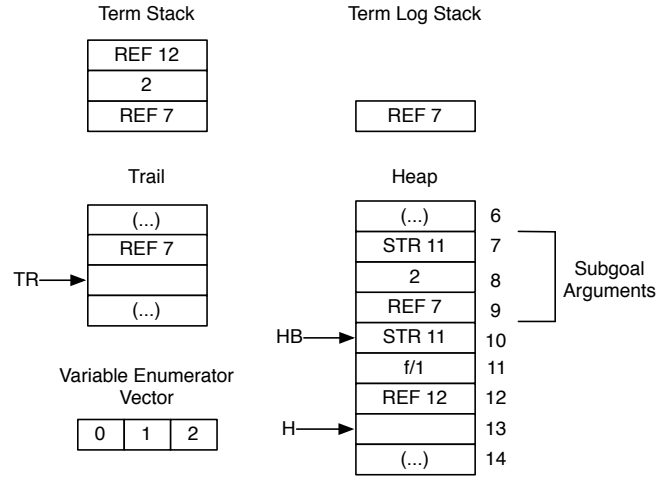 Term Stack
REF 12
2
REF 7
Term Log Stack
REF 7
Trail
(...)
REF 7
TR
(...)
Heap
(...) 6
STR 11 7
2 8
REF 7 9
Subgoal
Arguments
HB STR 11 10
f/1 11
REF 12 12
H 13
(...) 14
Variable Enumerator
Vector
0 1 2